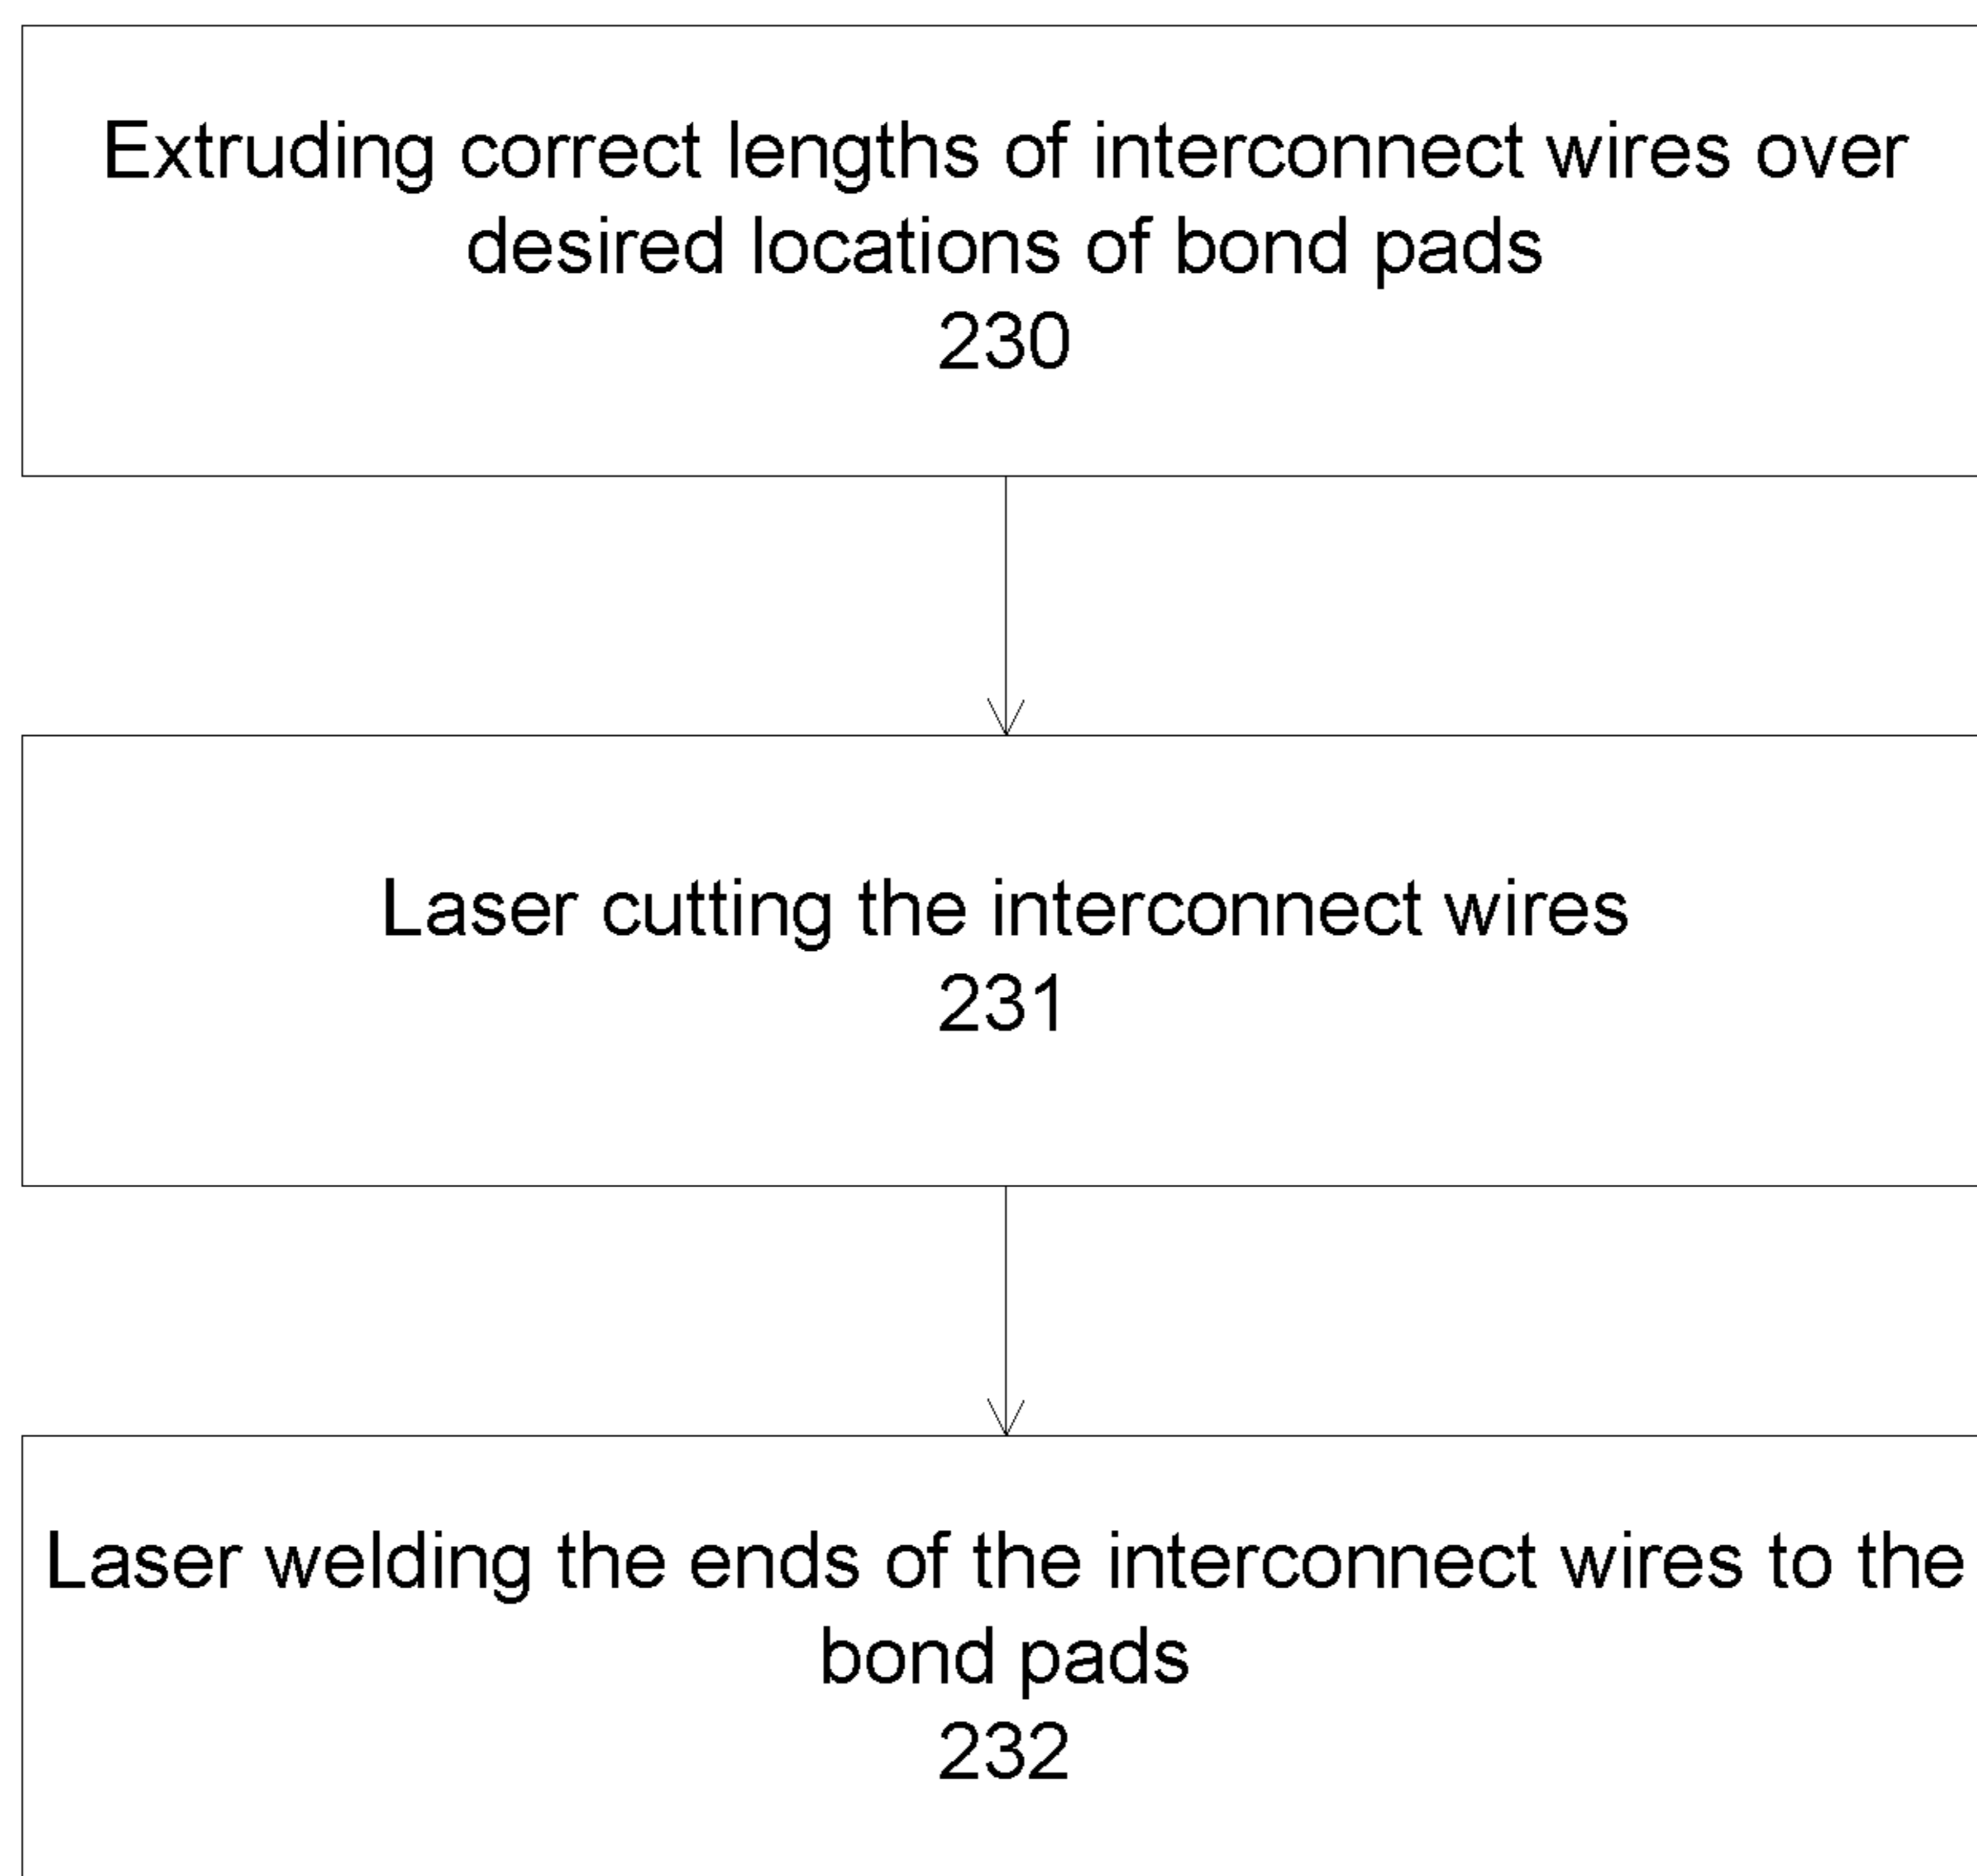 Extruding correct lengths of interconnect wires over
desired locations of bond pads
230
Laser cutting the interconnect wires
231
Laser welding the ends of the interconnect wires to the
bond pads
232